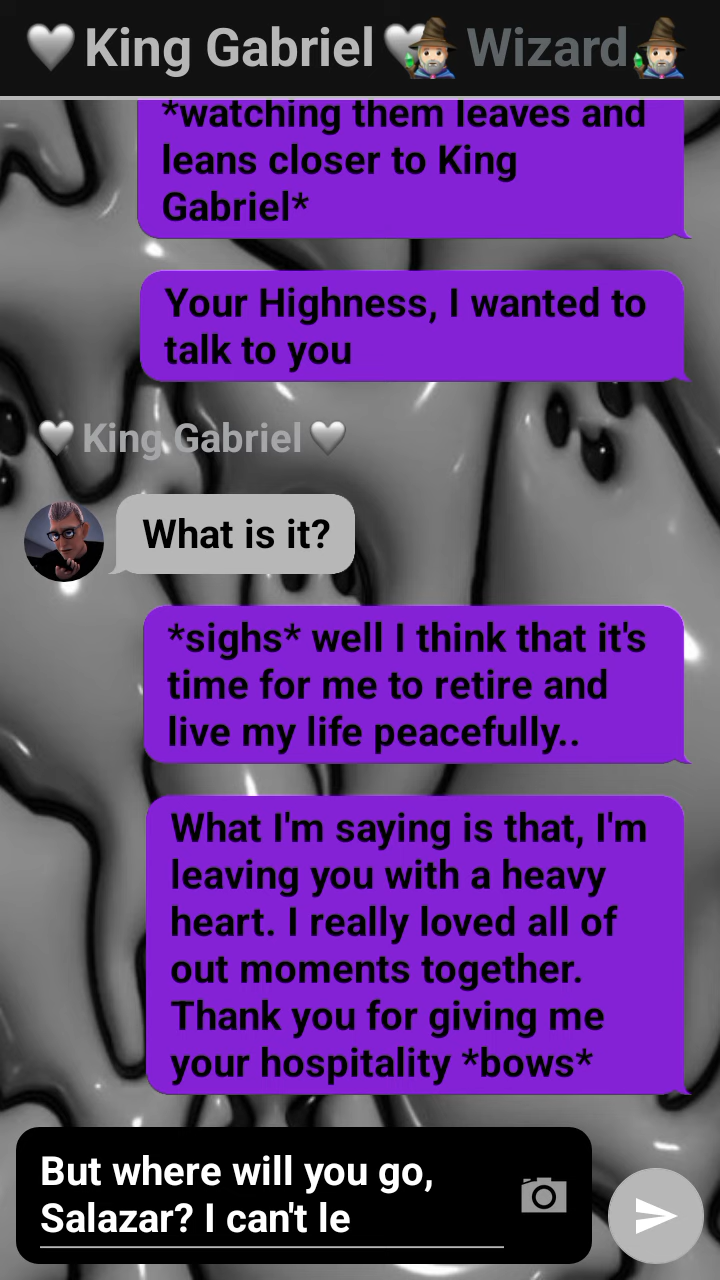 🤍King Gabriel🤍 🧙🏼‍♂️Wizard🧙🏼‍♂️
*watching them leaves and
leans closer to King
Gabriel*
Your Highness, I wanted to
talk to you
🤍King Gabriel🤍
What is it?
*sighs* well I think that it's
time for me to retire and
live my life peacefully..
What I'm saying is that, I'm
leaving you with a heavy
heart. I really loved all of
out moments together.
Thank you for giving me
your hospitality *bows*
But where will you go,
Salazar? I can't le